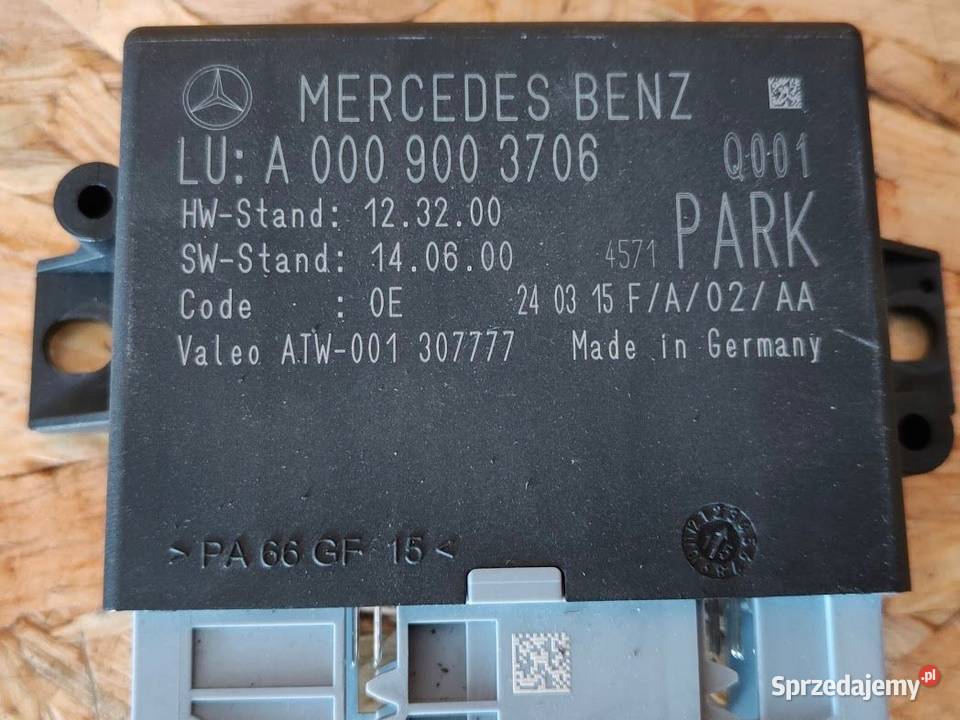 MERCEDES BENZ
LU: A 000 900 3706 Q001
HW-Stand: 12.32.00
SW-Stand: 14.06.00 4571 PARK
Code : 0E 24 03 15 F/A/02/AA
Valeo ATW-001 307777 Made in Germany
> PA 66 GF 15 <
Sprzedajemy.pl